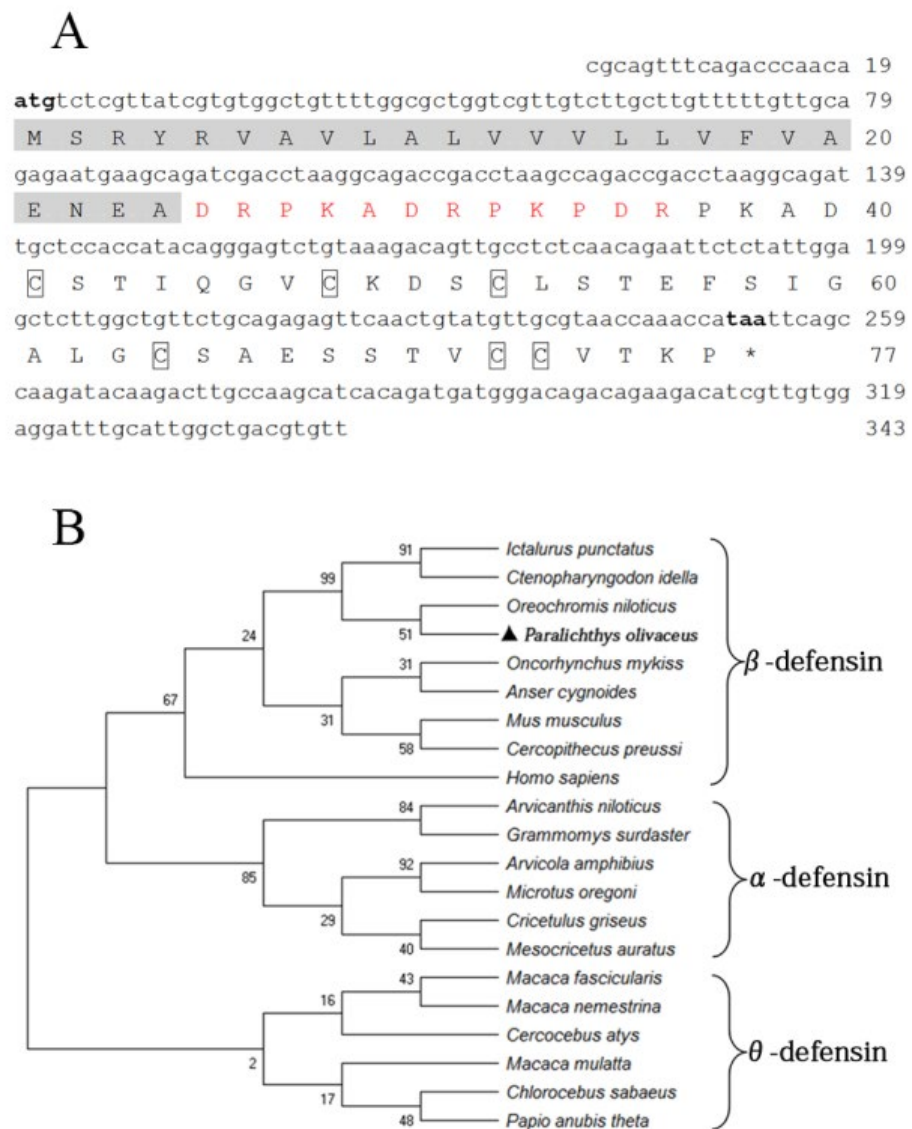 A
cgcagtttcagacccaaca 19
atgtctcgttatcgtgtggctgttttggcgctggtcgttgtcttgcttgtttttgttgca 79
M S R Y R V A V L A L V V V L L V F V A 20
gagaatgaagcagatcgacctaaggcagaccgacctaagccagaccgacctaaggcagat 139
E N E A D R P K A D R P K P D R P K A D 40
tgctccaccatacagggagtctgtaaagacagttgcctctcaacagaattctctattgga 199
C S T I Q G V C K D S C L S T E F S I G 60
gctcttggctgttctgcagagagttcaactgtatgttgcgtaaccaaaccataattcagc 259
A L G C S A E S S T V C C V T K P * 77
caagatacaagacttgccaagcatcacagatgatgggacagacagaagacatcgttgtgg 319
aggatttgcattggctgacgtgtt 343
B
91 Ictalurus punctatus
99 Ctenopharyngodon idella
Oreochromis niloticus
24 51 ▲ Paralichthys olivaceus
β-defensin
31 Oncorhynchus mykiss
67 Anser cygnoides
31 Mus musculus
58 Cercopithecus preussi
Homo sapiens
84 Arvicanthis niloticus
Grammomys surdaster
85 92 Arvicola amphibius
α-defensin
Microtus oregoni
29 Cricetulus griseus
40 Mesocricetus auratus
43 Macaca fascicularis
16 Macaca nemestrina
Cercocebus atys
θ-defensin
2 Macaca mulatta
17 Chlorocebus sabaeus
48 Papio anubis theta